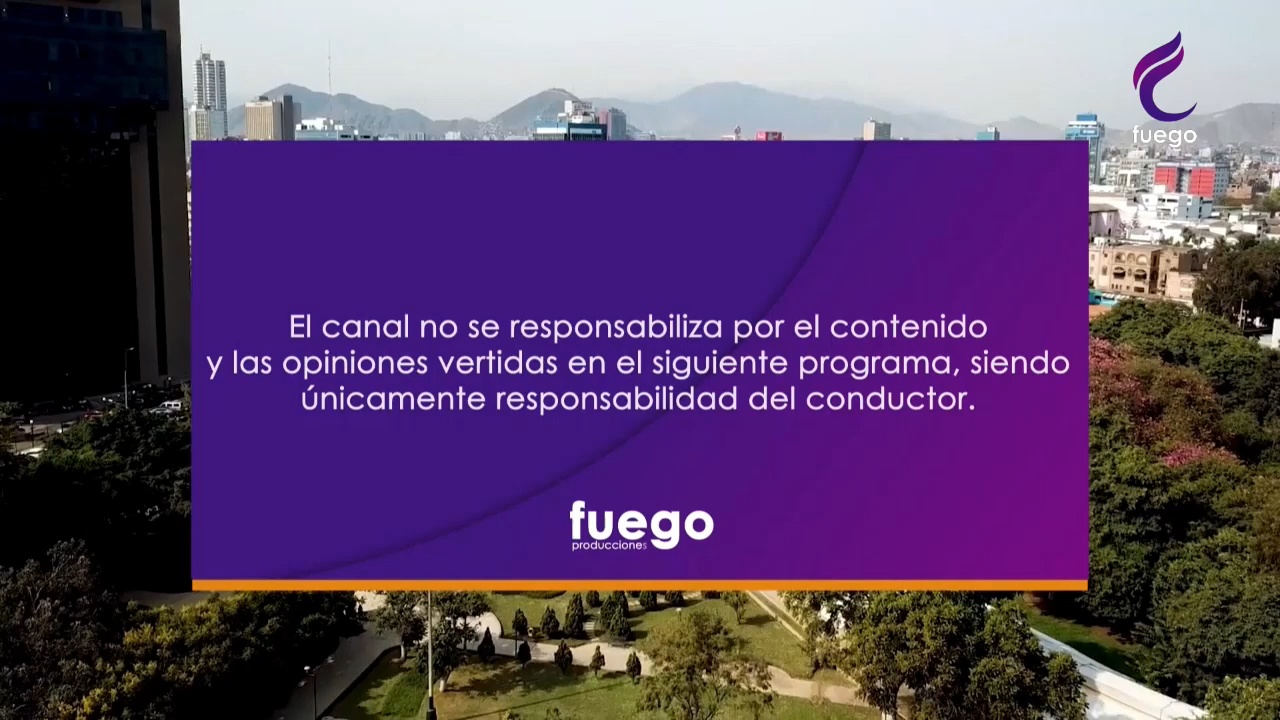 fuego
El canal no se responsabiliza por el contenido
y las opiniones vertidas en el siguiente programa, siendo
únicamente responsabilidad del conductor.
fuego
producciones